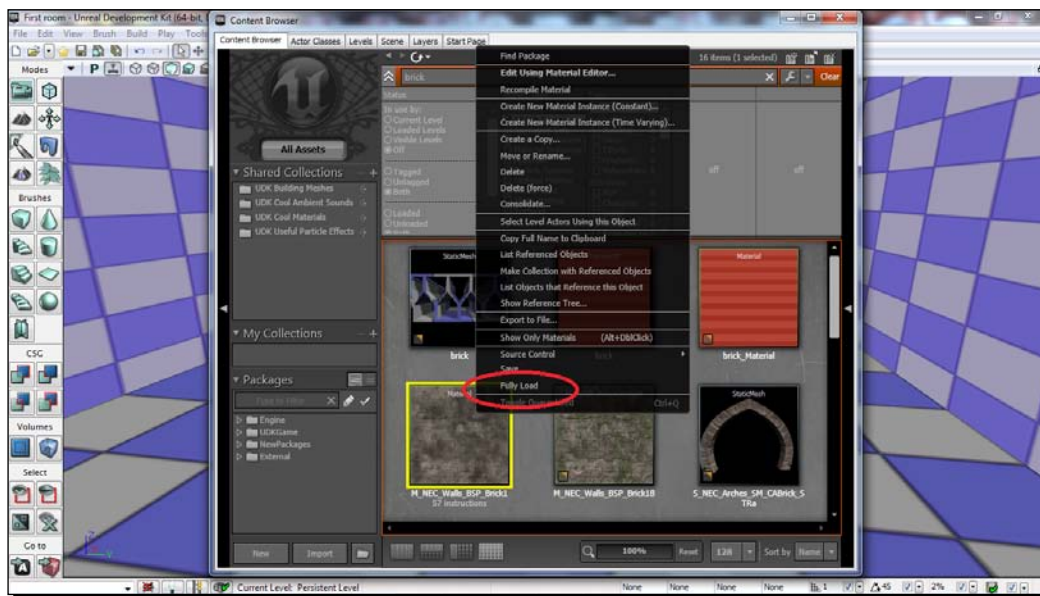 First room - Unreal Development Kit (64-bit,
Content Browser
File Edit View Brush Build Play Tools
Content Browser Actor Classes Levels Scene Layers Start Page
Modes
Find Package
16 items (1 selected)
brick
Clear
Edit Using Material Editor...
Recompile Material
Status
In use by:
Current Level
Loaded Levels
Visible Levels
Off
Create New Material Instance (Constant)...
Create New Material Instance (Time Varying)...
Create a Copy...
Move or Rename...
Delete
Delete (force)
Consolidate...
off off
Tagged
Untagged
Both
Loaded
Unloaded
Both
All Assets
Shared Collections
UDK Building Meshes
UDK Cool Ambient Sounds
UDK Cool Materials
UDK Useful Particle Effects
Brushes
Select Level Actors Using this Object
Copy Full Name to Clipboard
List Referenced Objects
Make Collection with Referenced Objects
List Objects that Reference this Object
Show Reference Tree...
Export to File...
Show Only Materials (Alt+DblClick)
Source Control
Save
Fully Load
Ctrl+Q
StaticMesh
Material
brick
brick
brick_Material
My Collections
CSG
Packages
Type to Filter
Engine
UDKGame
NewPackages
External
Volumes
Select
StaticMesh
M_NEC_Walls_BSP_Brick1
57 instructions
M_NEC_Walls_BSP_Brick1B
S_NEC_Arches_SM_CABrick_S
TRa
Go to
New Import
100% Reset 128 Sort by Name
Current Level: Persistent Level
None None None None 1 45 2%